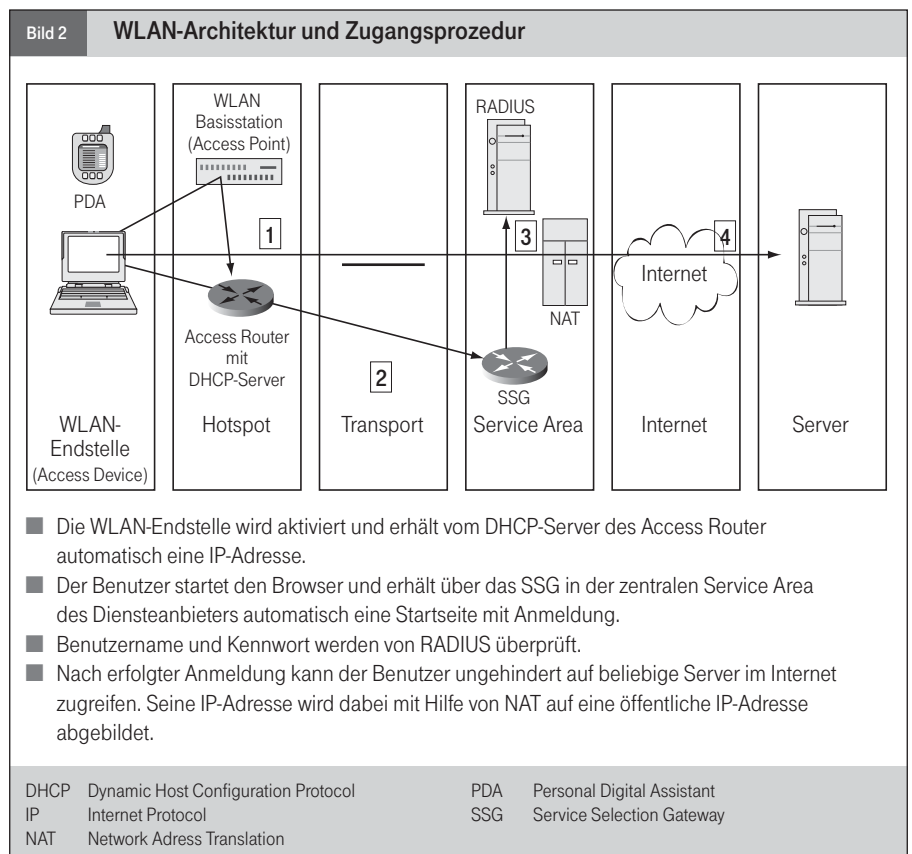 Bild 2
WLAN-Architektur und Zugangsprozedur
PDA
WLAN-
Endstelle
(Access Device)
WLAN
Basisstation
(Access Point)
1
Access Router
mit
DHCP-Server
Hotspot
2
Transport
RADIUS
3
NAT
SSG
Service Area
4
Internet
Internet
Server
Die WLAN-Endstelle wird aktiviert und erhält vom DHCP-Server des Access Router
automatisch eine IP-Adresse.
Der Benutzer startet den Browser und erhält über das SSG in der zentralen Service Area
des Diensteanbieters automatisch eine Startseite mit Anmeldung.
Benutzername und Kennwort werden von RADIUS überprüft.
Nach erfolgter Anmeldung kann der Benutzer ungehindert auf beliebige Server im Internet
zugreifen. Seine IP-Adresse wird dabei mit Hilfe von NAT auf eine öffentliche IP-Adresse
abgebildet.
DHCP Dynamic Host Configuration Protocol
IP Internet Protocol
NAT Network Adress Translation
PDA Personal Digital Assistant
SSG Service Selection Gateway